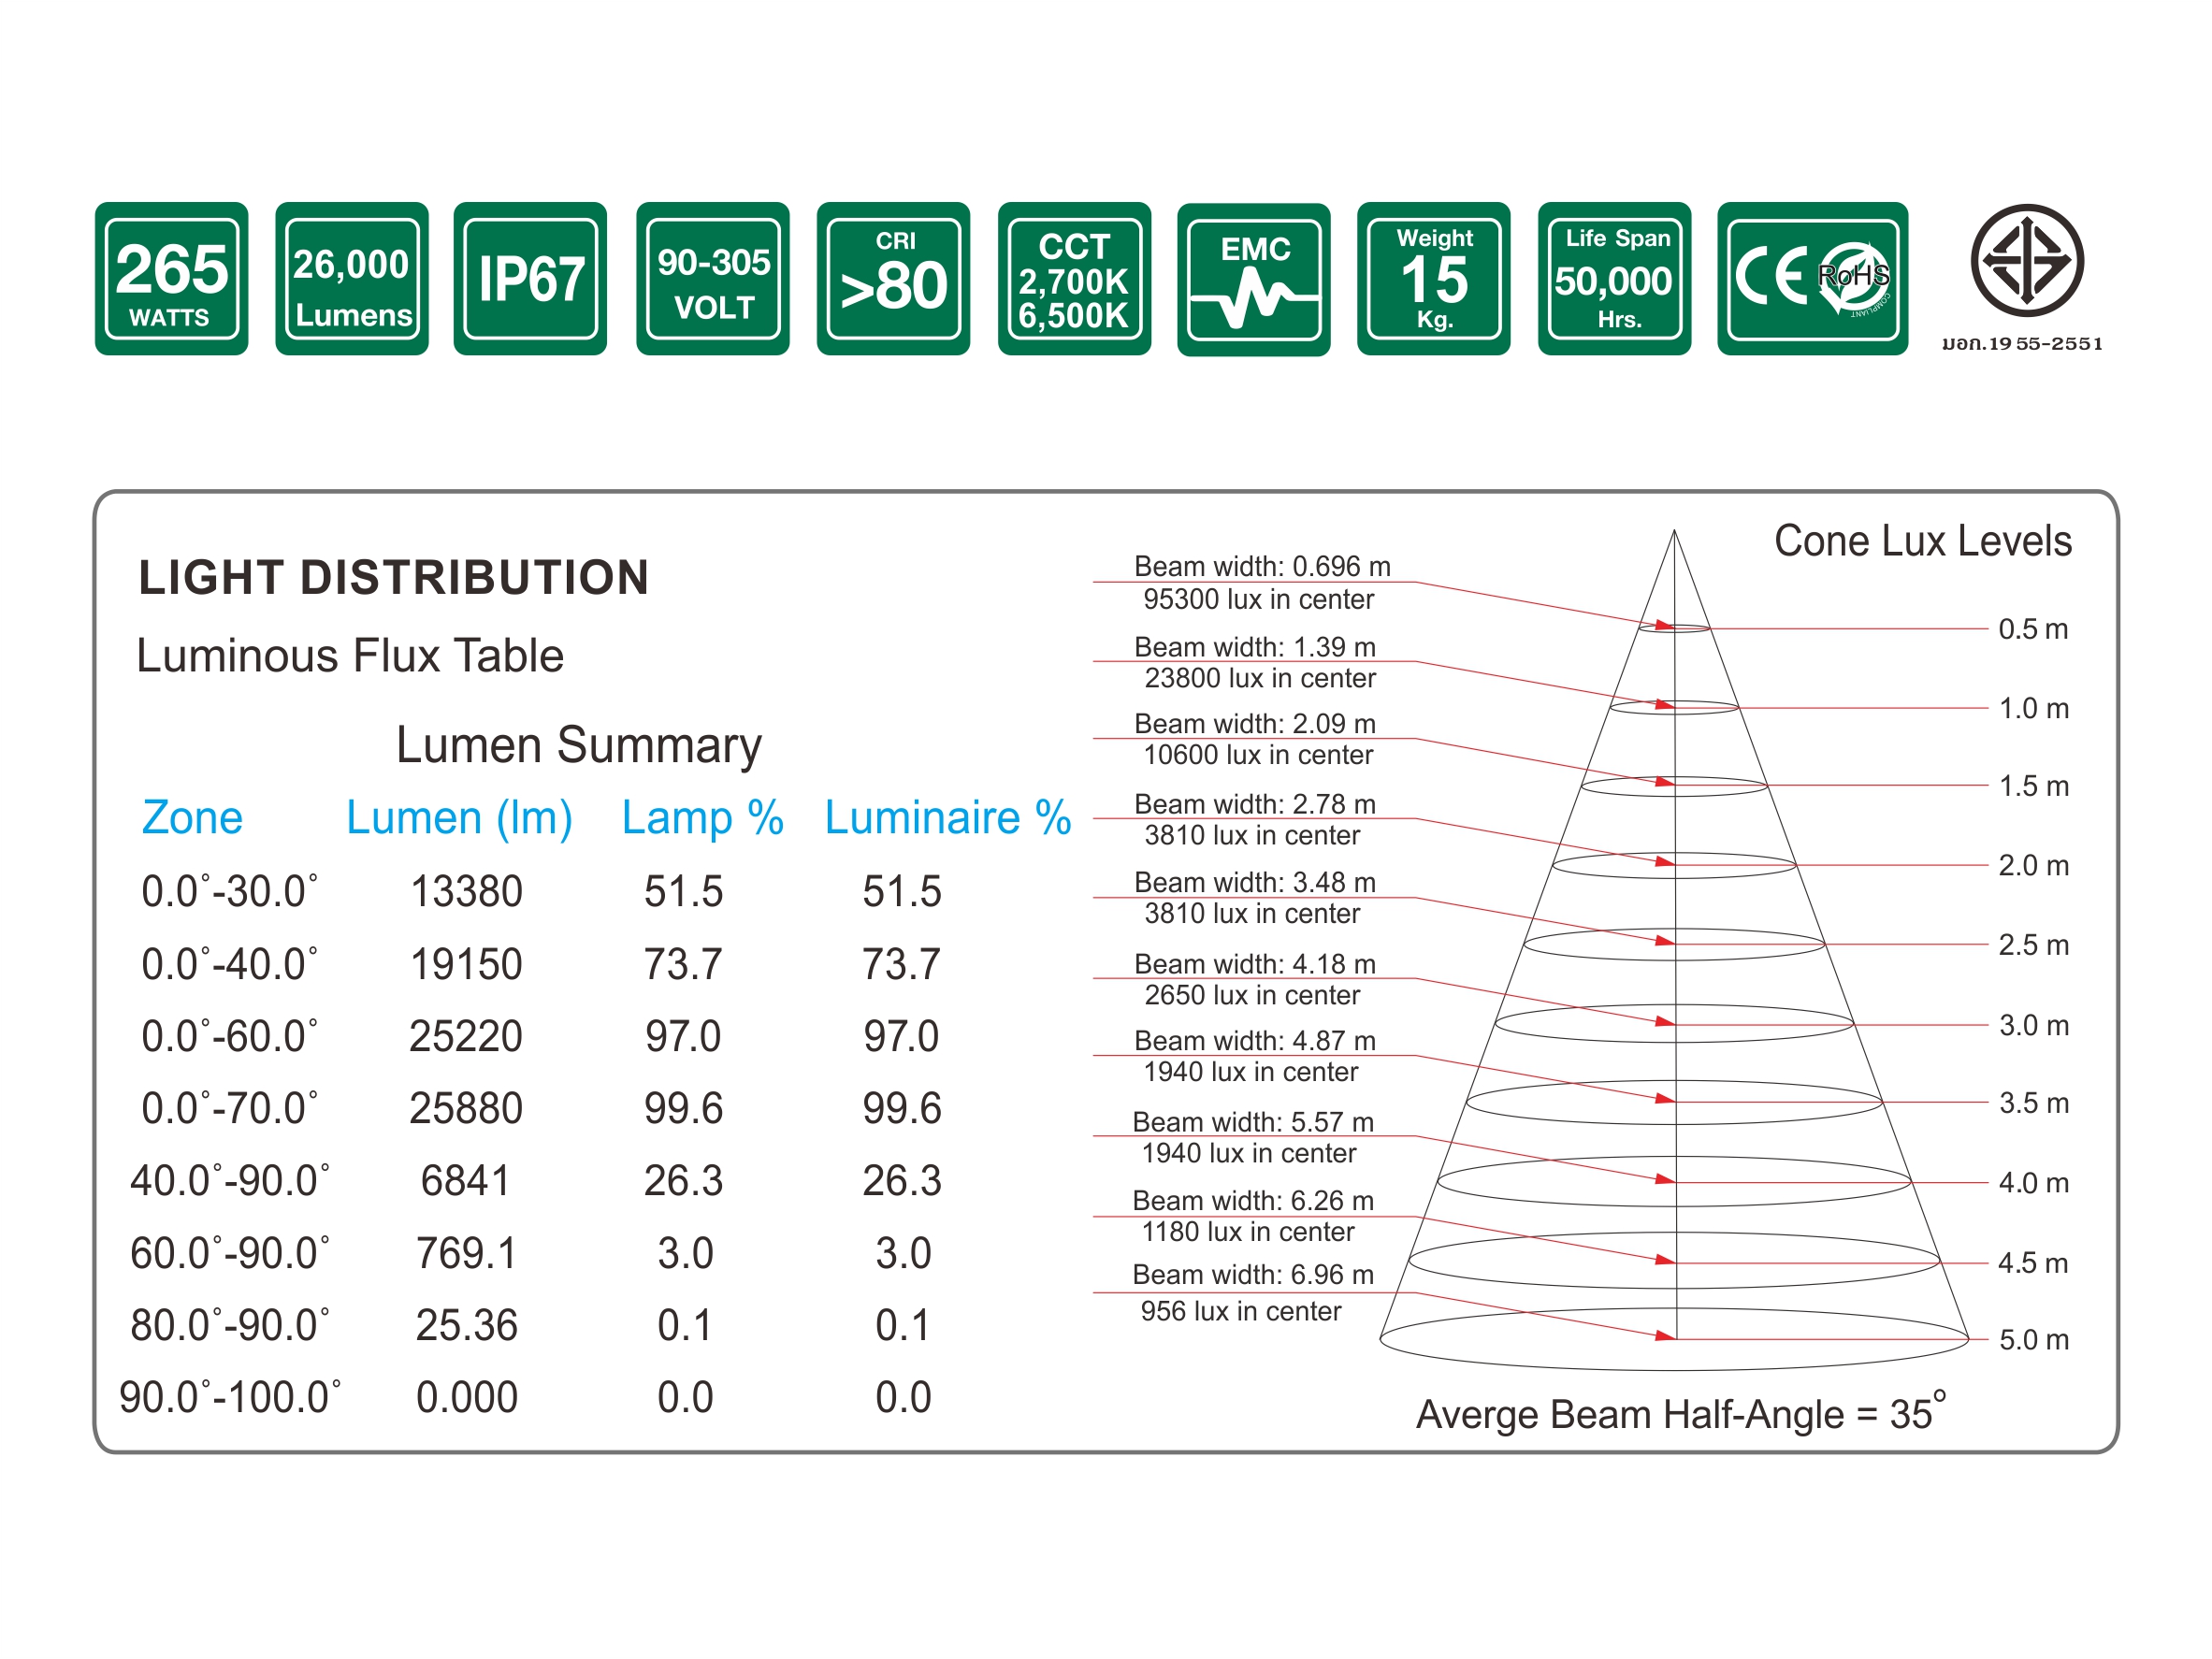 265
WATTS
26,000
Lumens
IP67
90-305
VOLT
CRI
>80
CCT
2,700K
6,500K
EMC
Weight
15
Kg.
Life Span
50,000
Hrs.
CE
RoHS
COMPLIANT
มอก.1955-2551
LIGHT DISTRIBUTION
Luminous Flux Table
Lumen Summary
Zone Lumen (lm) Lamp % Luminaire %
0.0°-30.0° 13380 51.5 51.5
0.0°-40.0° 19150 73.7 73.7
0.0°-60.0° 25220 97.0 97.0
0.0°-70.0° 25880 99.6 99.6
40.0°-90.0° 6841 26.3 26.3
60.0°-90.0° 769.1 3.0 3.0
80.0°-90.0° 25.36 0.1 0.1
90.0°-100.0° 0.000 0.0 0.0
Cone Lux Levels
Beam width: 0.696 m
95300 lux in center
0.5 m
Beam width: 1.39 m
23800 lux in center
1.0 m
Beam width: 2.09 m
10600 lux in center
1.5 m
Beam width: 2.78 m
3810 lux in center
2.0 m
Beam width: 3.48 m
3810 lux in center
2.5 m
Beam width: 4.18 m
2650 lux in center
3.0 m
Beam width: 4.87 m
1940 lux in center
3.5 m
Beam width: 5.57 m
1940 lux in center
4.0 m
Beam width: 6.26 m
1180 lux in center
4.5 m
Beam width: 6.96 m
956 lux in center
5.0 m
Averge Beam Half-Angle = 35°